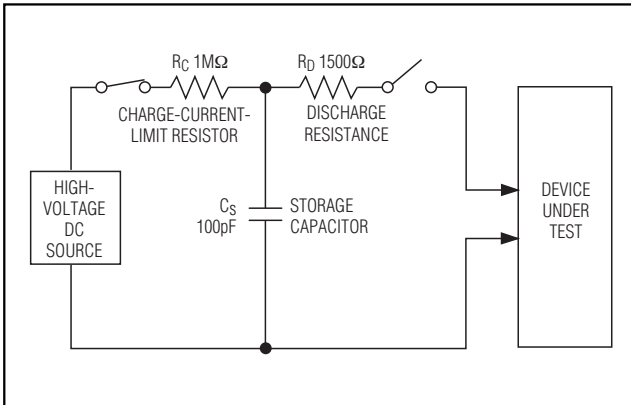 R_C 1MΩ
CHARGE-CURRENT-
LIMIT RESISTOR
R_D 1500Ω
DISCHARGE
RESISTANCE
HIGH-
VOLTAGE
DC
SOURCE
C_S
100pF
STORAGE
CAPACITOR
DEVICE
UNDER
TEST